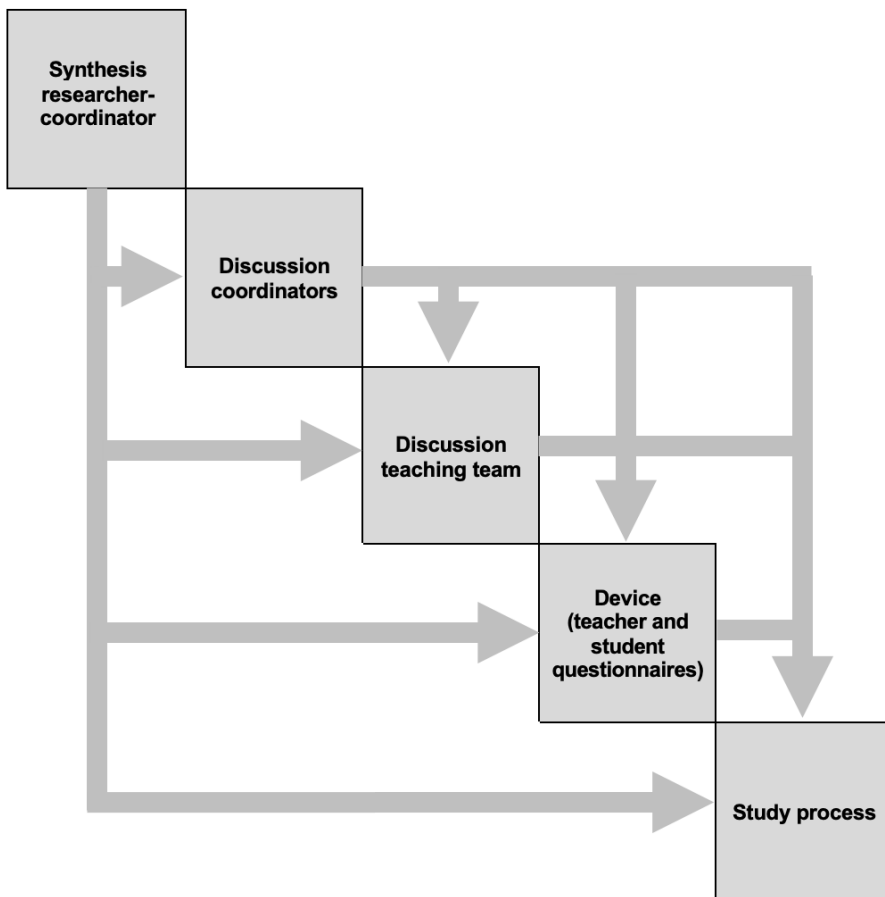 Synthesis
researcher-
coordinator
Discussion
coordinators
Discussion
teaching team
Device
(teacher and
student
questionnaires)
Study process